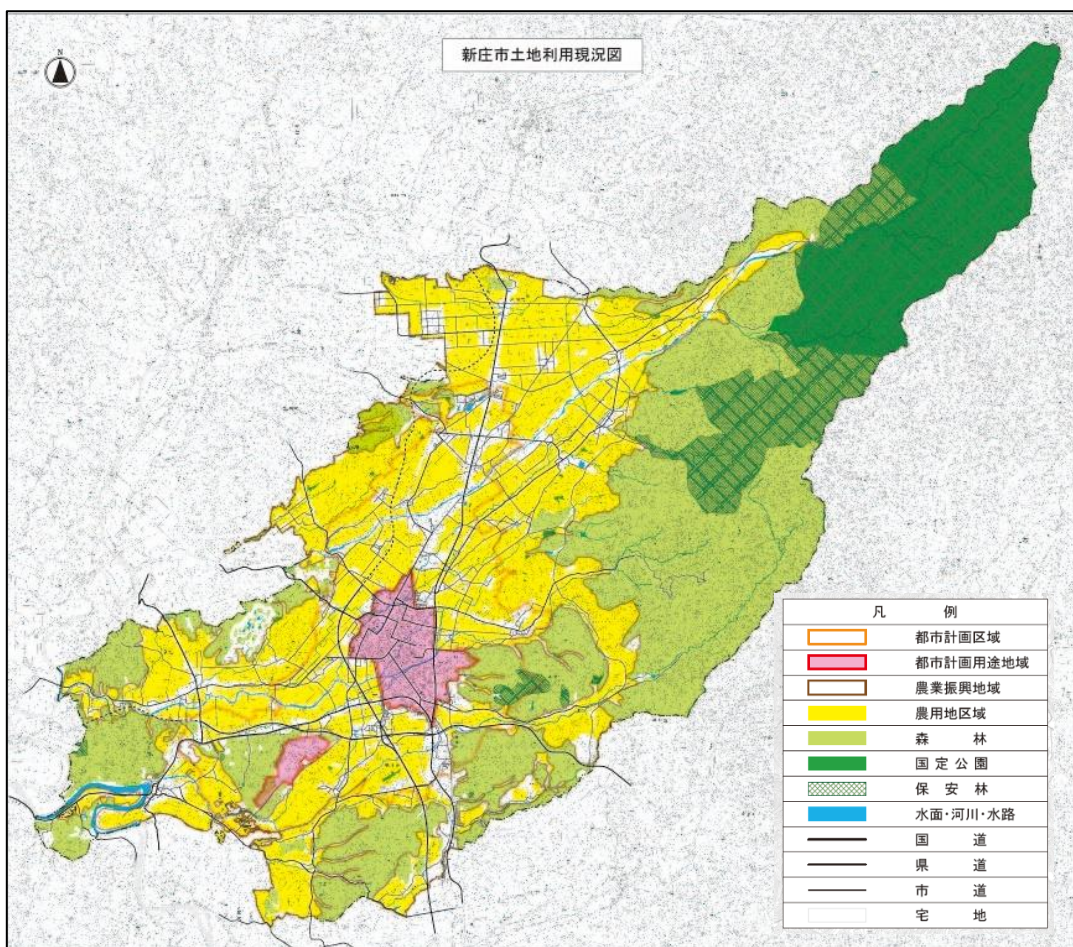 新庄市土地利用現況図
N
凡 例
都市計画区域
都市計画用途地域
農業振興地域
農用地区域
森 林
国定公園
保安林
水面・河川・水路
国 道
県 道
市 道
宅 地